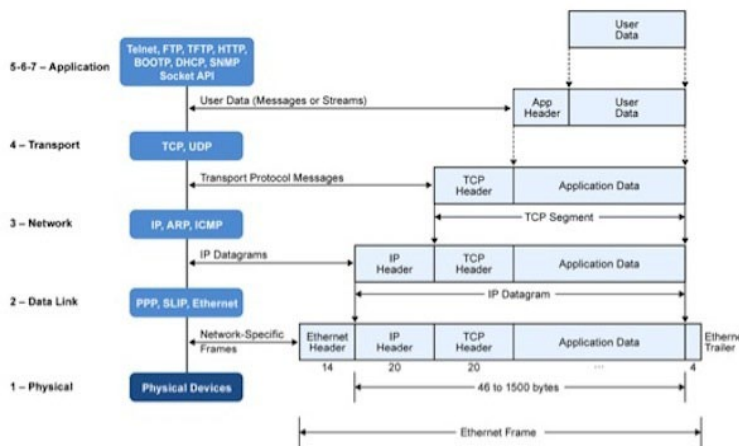 User
Data
Telnet, FTP, TFTP, HTTP,
BOOTP, DHCP, SNMP
Socket API
5-6-7 – Application
User Data (Messages or Streams)
App
Header
User
Data
4 – Transport
TCP, UDP
Transport Protocol Messages
TCP
Header
Application Data
TCP Segment
3 – Network
IP, ARP, ICMP
IP Datagrams
IP
Header
TCP
Header
Application Data
IP Datagram
2 – Data Link
PPP, SLIP, Ethernet
Network-Specific
Frames
Ethernet
Header
IP
Header
TCP
Header
Application Data
Etherne
Trailer
14
20
20
...
4
1 – Physical
Physical Devices
46 to 1500 bytes
Ethernet Frame